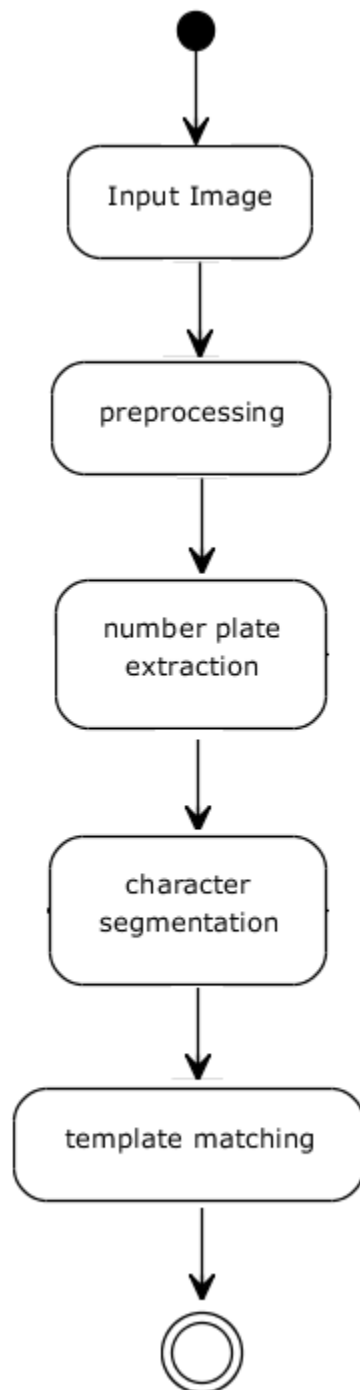 Input Image
preprocessing
number plate
extraction
character
segmentation
template matching